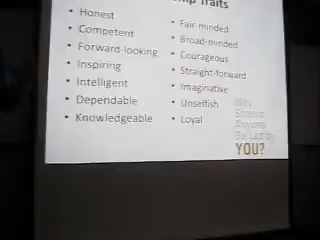 ship Traits
• Honest
• Competent
• Forward-looking
• Inspiring
• Intelligent
• Dependable
• Knowledgeable
• Fair-minded
• Broad-minded
• Courageous
• Straight-forward
• Imaginative
• Unselfish
• Loyal
Why
Should
Anyone
Be Led by
YOU?